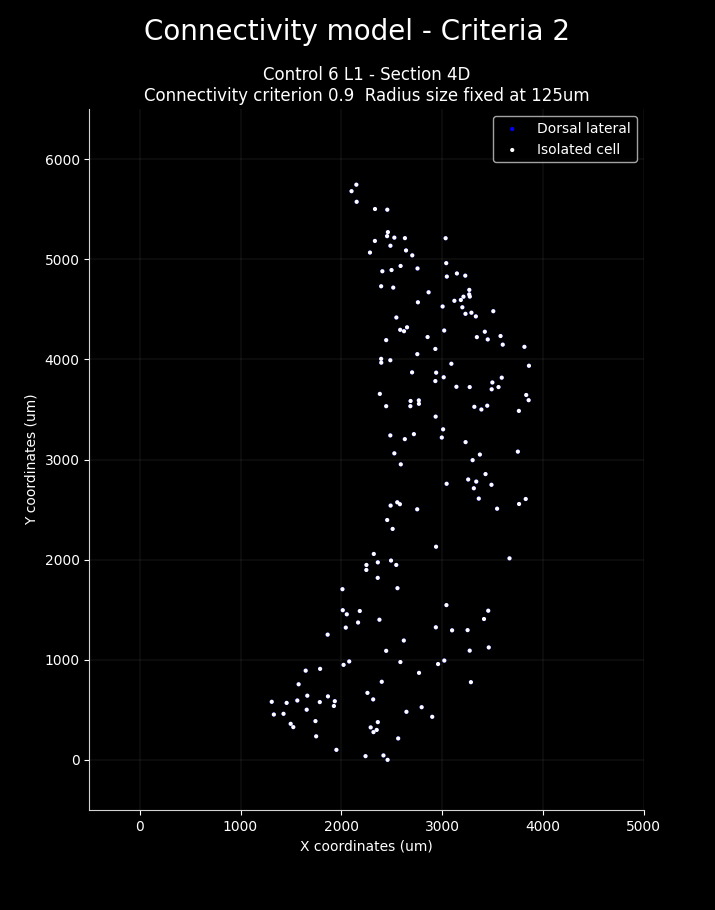 Connectivity model - Criteria 2
Control 6 L1 - Section 4D
Connectivity criterion 0.9  Radius size fixed at 125um
Dorsal lateral
Isolated cell
6000
5000
4000
3000
2000
1000
0
Y coordinates (um)
0 1000 2000 3000 4000 5000
X coordinates (um)